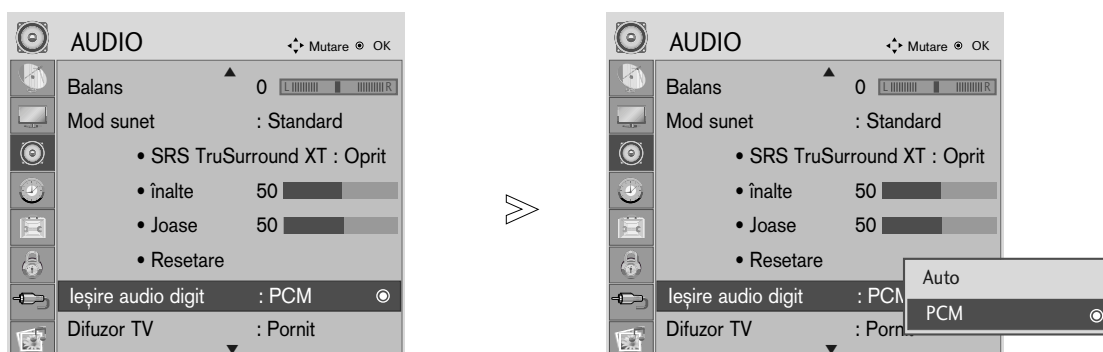 AUDIO Mutare OK
Balans 0 L R
Mod sunet : Standard
• SRS TruSurround XT : Oprit
• înalte 50
• Joase 50
• Resetare
Ieșire audio digit : PCM
Difuzor TV : Pornit
AUDIO Mutare OK
Balans 0 L R
Mod sunet : Standard
• SRS TruSurround XT : Oprit
• înalte 50
• Joase 50
• Resetare
Ieșire audio digit : PCM
Difuzor TV : Porn
Auto
PCM